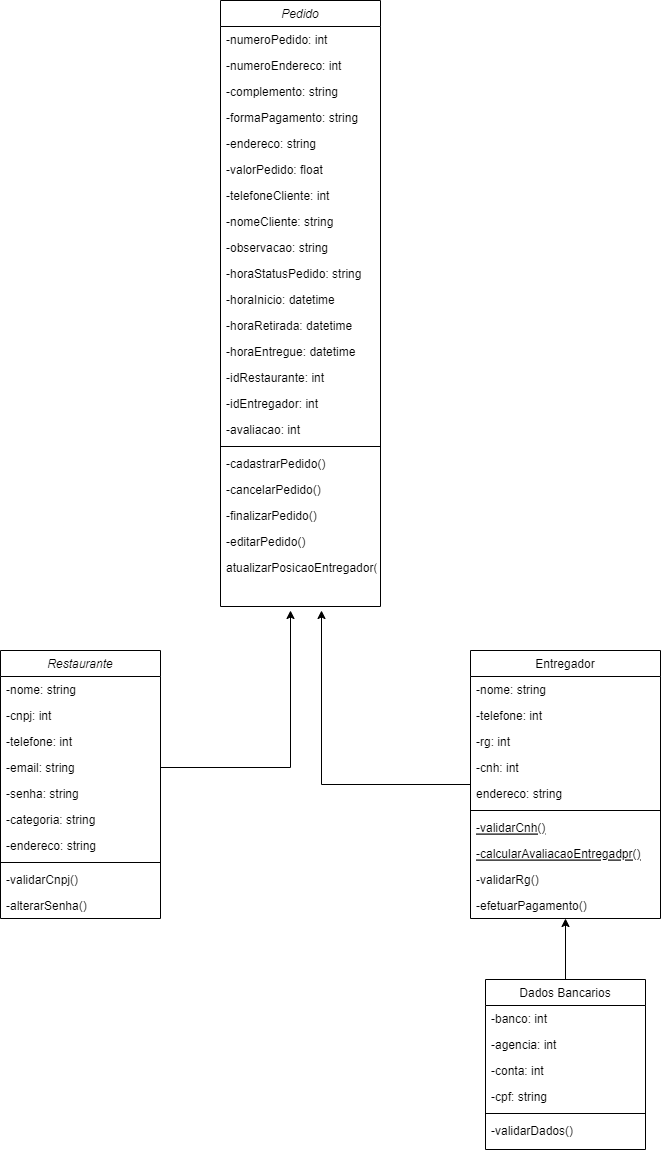 Pedido
-numeroPedido: int
-numeroEndereco: int
-complemento: string
-formaPagamento: string
-endereco: string
-valorPedido: float
-telefoneCliente: int
-nomeCliente: string
-observacao: string
-horaStatusPedido: string
-horaInicio: datetime
-horaRetirada: datetime
-horaEntregue: datetime
-idRestaurante: int
-idEntregador: int
-avaliacao: int
-cadastrarPedido()
-cancelarPedido()
-finalizarPedido()
-editarPedido()
atualizarPosicaoEntregador(
Restaurante
-nome: string
-cnpj: int
-telefone: int
-email: string
-senha: string
-categoria: string
-endereco: string
-validarCnpj()
-alterarSenha()
Entregador
-nome: string
-telefone: int
-rg: int
-cnh: int
endereco: string
-validarCnh()
-calcularAvaliacaoEntregadpr()
-validarRg()
-efetuarPagamento()
Dados Bancarios
-banco: int
-agencia: int
-conta: int
-cpf: string
-validarDados()